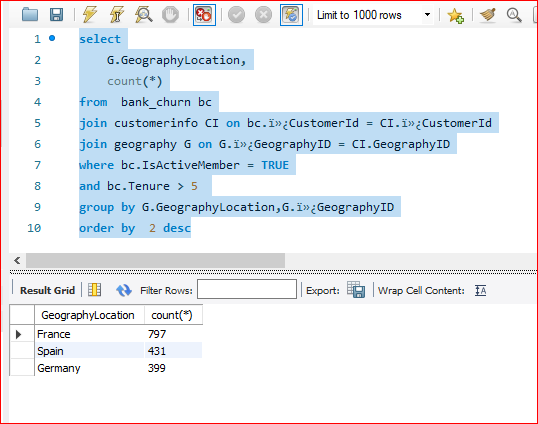 Limit to 1000 rows
1 select
2 G.GeographyLocation,
3 count(*)
4 from  bank_churn bc
5 join customerinfo CI on bc.ï»¿CustomerId = CI.ï»¿CustomerId
6 join geography G on G.ï»¿GeographyID = CI.GeographyID
7 where bc.IsActiveMember = TRUE
8 and bc.Tenure > 5
9 group by G.GeographyLocation,G.ï»¿GeographyID
10 order by  2 desc
Result Grid Filter Rows: Export: Wrap Cell Content:
GeographyLocation count(*)
France 797
Spain 431
Germany 399